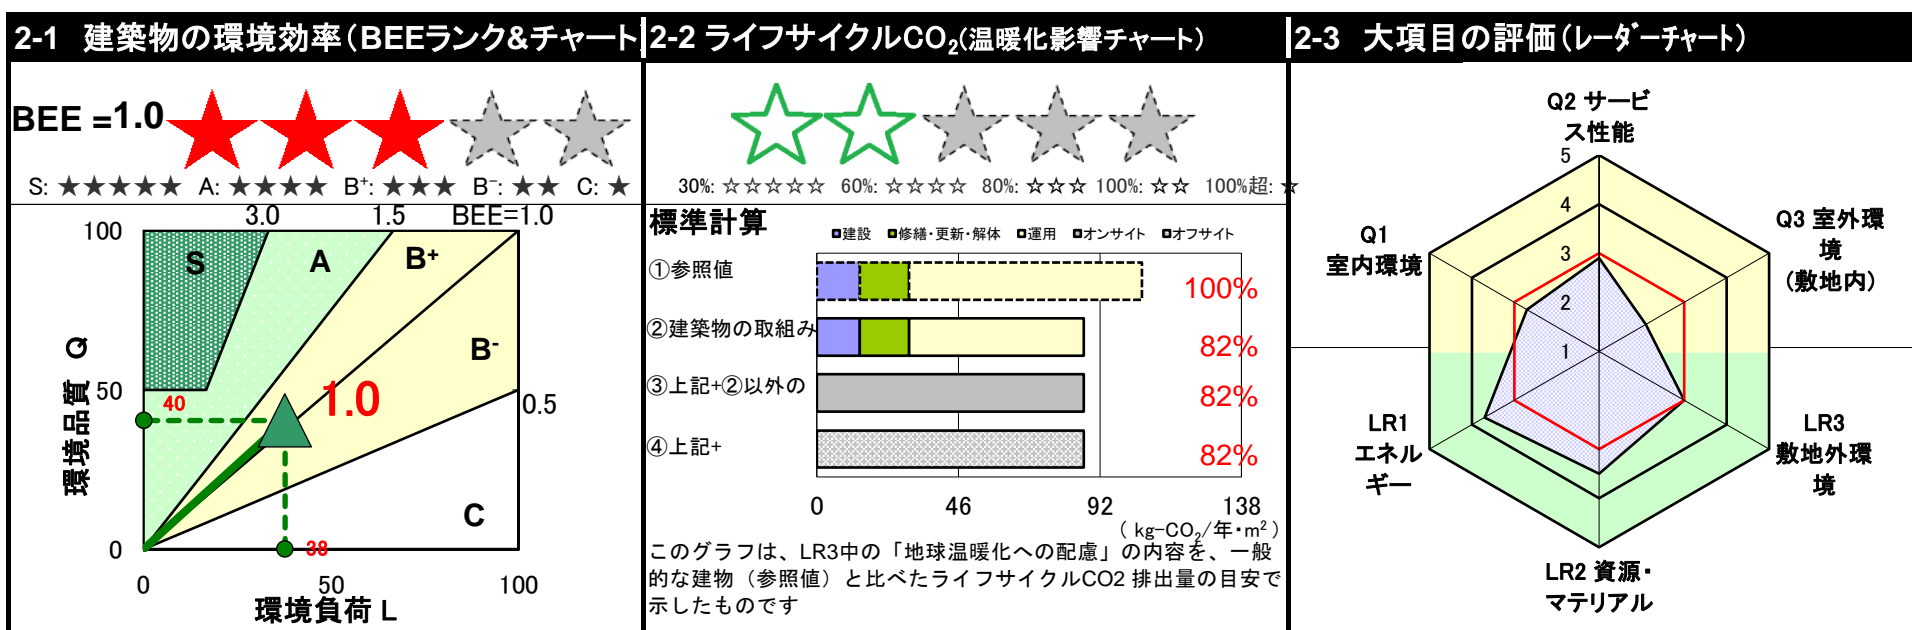 2-1 建築物の環境効率(BEEランク&チャート
BEE =1.0
S: ★★★★★ A: ★★★★ B⁺: ★★★ B⁻: ★★ C: ★
3.0 1.5 BEE=1.0
100
S A B⁺
B⁻
環境品質 Q
50
40
1.0
0.5
C
0
38
0 50 100
環境負荷 L
2-2 ライフサイクルCO₂(温暖化影響チャート)
30%: ☆☆☆☆☆ 60%: ☆☆☆☆ 80%: ☆☆☆ 100%: ☆☆ 100%超: ☆
標準計算
■建設 ■修繕・更新・解体 □運用 ■オンサイト ■オフサイト
①参照値
100%
②建築物の取組み
82%
③上記+②以外の
82%
④上記+
82%
0 46 92 138
( kg-CO₂/年・m² )
このグラフは、LR3中の「地球温暖化への配慮」の内容を、一般
的な建物(参照値)と比べたライフサイクルCO2 排出量の目安で
示したものです
2-3 大項目の評価(レーダーチャート)
Q2 サービ
ス性能
5
4
3
2
1
Q3 室外環
境
(敷地内)
Q1
室内環境
LR1
エネル
ギー
LR3
敷地外環
境
LR2 資源・
マテリアル